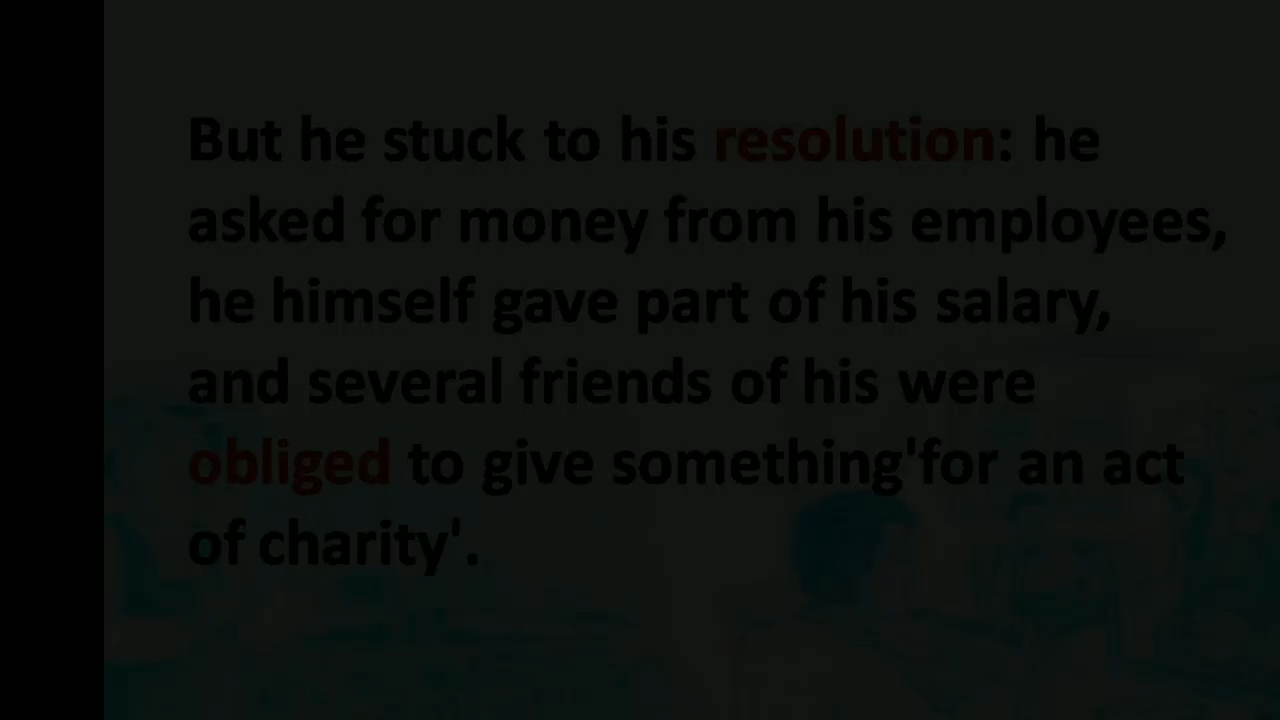 But he stuck to his resolution: he
asked for money from his employees,
he himself gave part of his salary,
and several friends of his were
obliged to give something'for an act
of charity'.